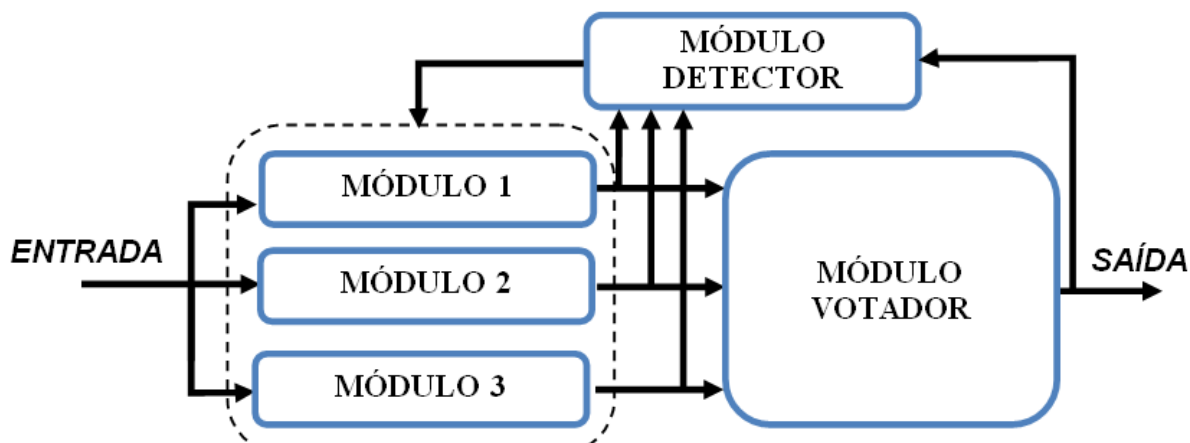 MÓDULO
DETECTOR
MÓDULO 1
ENTRADA
MÓDULO 2
MÓDULO
VOTADOR
SAÍDA
MÓDULO 3